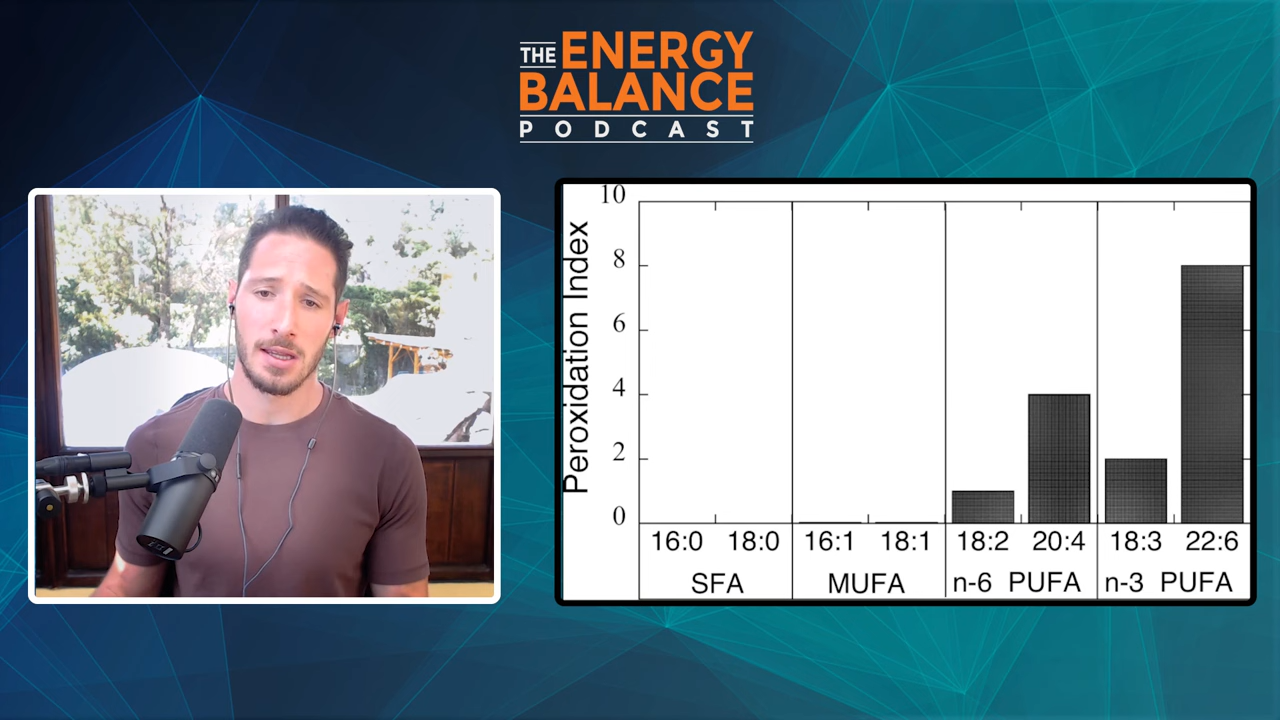 THE ENERGY
BALANCE
PODCAST
Peroxidation Index
10
8
6
4
2
0
16:0 18:0 16:1 18:1 18:2 20:4 18:3 22:6
SFA MUFA n-6 PUFA n-3 PUFA